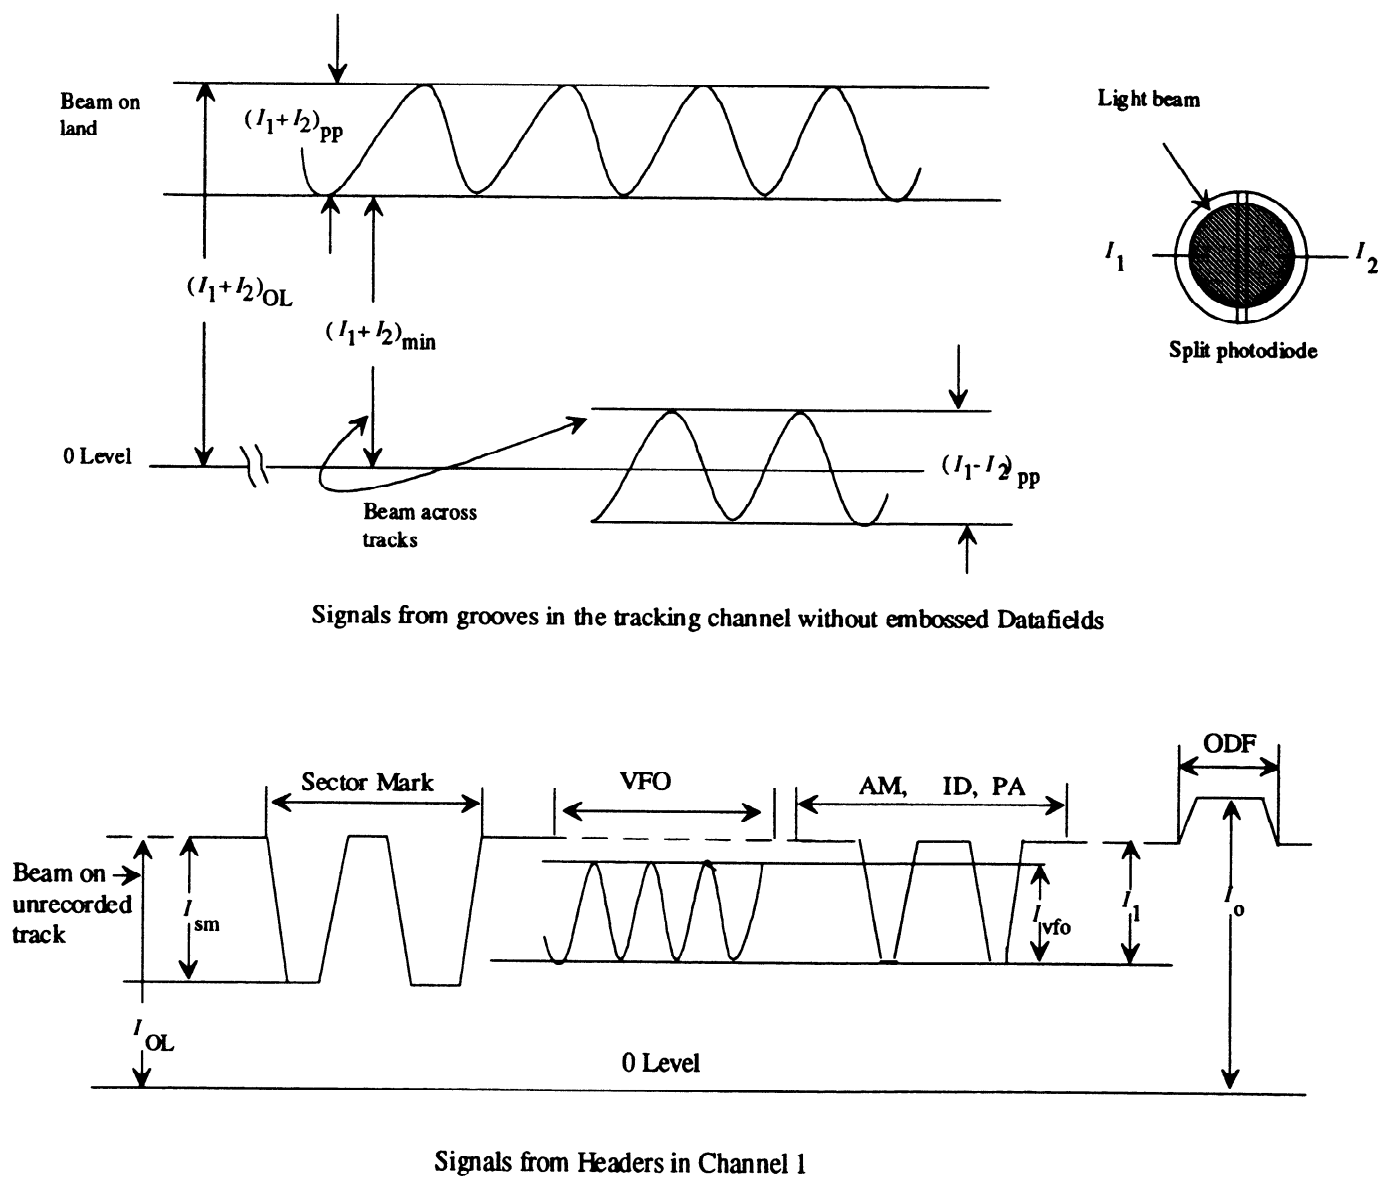 Beam on
land
(I1+I2)pp
Light beam
I1
I2
(I1+I2)OL
(I1+I2)min
Split photodiode
0 Level
(I1-I2)pp
Beam across
tracks
Signals from grooves in the tracking channel without embossed Datafields
ODF
Sector Mark
VFO
AM, ID, PA
Beam on
unrecorded
track
Ism
Ivfo
I1
Io
IOL
0 Level
Signals from Headers in Channel 1